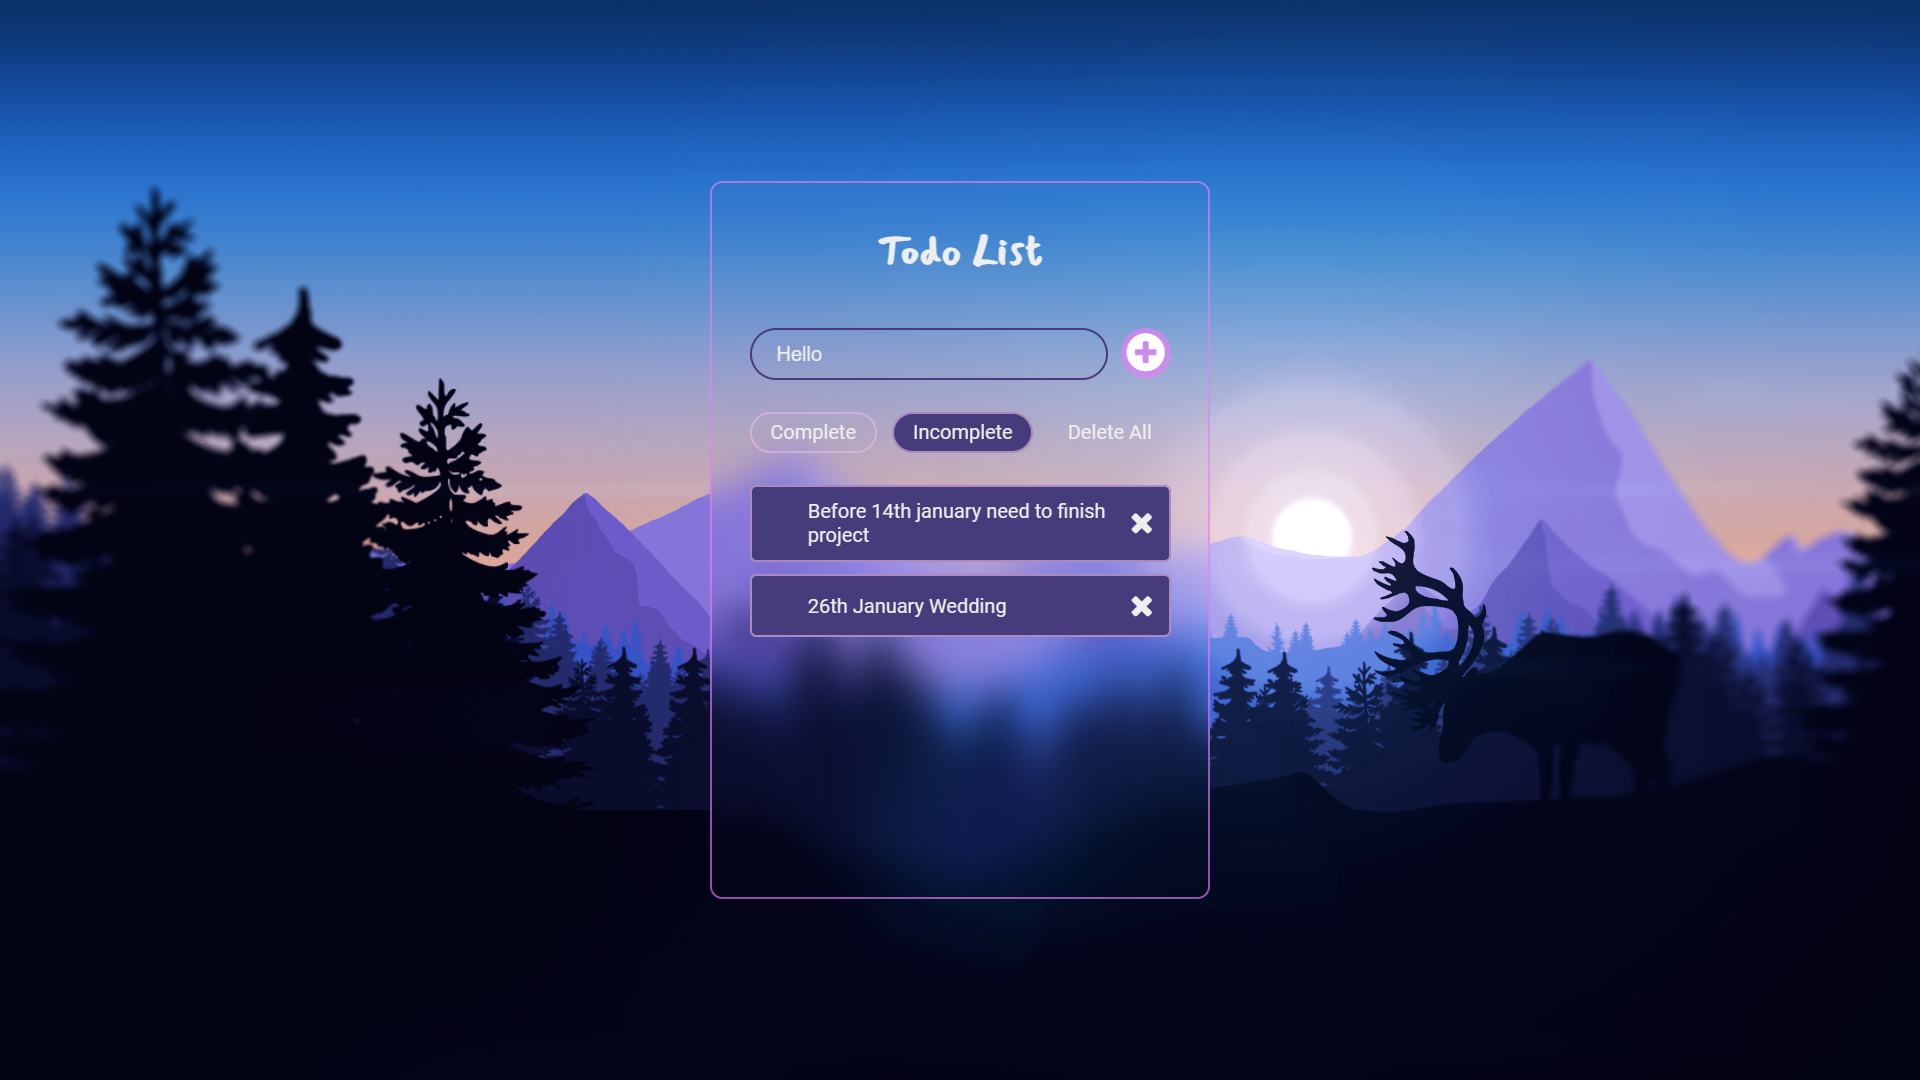 Todo List
Hello
Complete Incomplete Delete All
Before 14th january need to finish
project
26th January Wedding